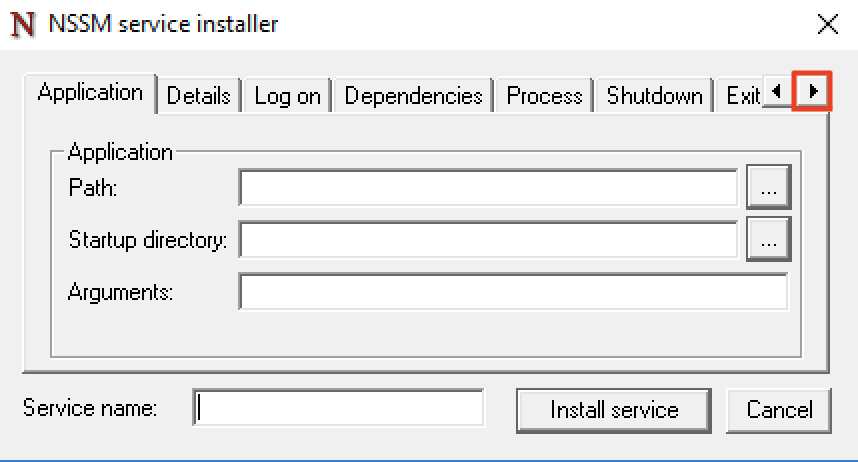 N NSSM service installer
Application Details Log on Dependencies Process Shutdown Exit
Application
Path:
...
Startup directory:
...
Arguments:
Service name:
Install service Cancel